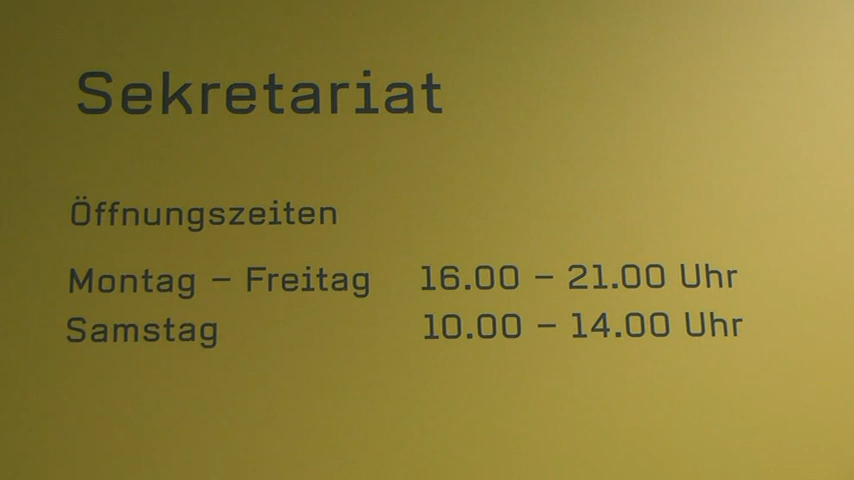 Sekretariat
Öffnungszeiten
Montag – Freitag 16.00 – 21.00 Uhr
Samstag 10.00 – 14.00 Uhr